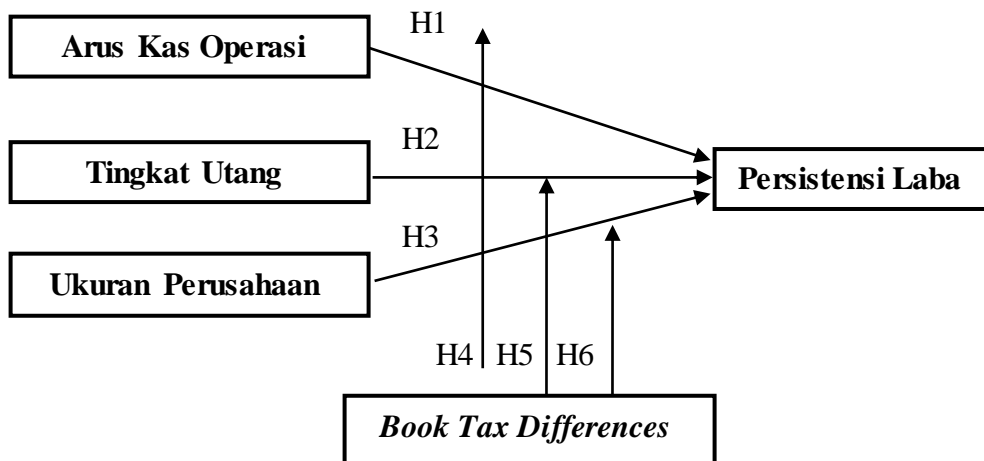 H1
Arus Kas Operasi
H2
Tingkat Utang
Persistensi Laba
H3
Ukuran Perusahaan
H4 H5 H6
Book Tax Differences